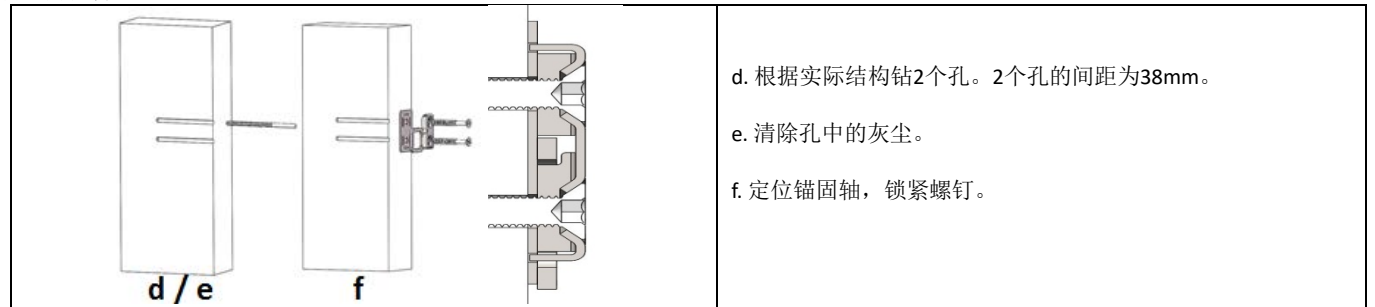 d. 根据实际结构钻2个孔。2个孔的间距为38mm。
e. 清除孔中的灰尘。
f. 定位锚固轴，锁紧螺钉。
d / e
f